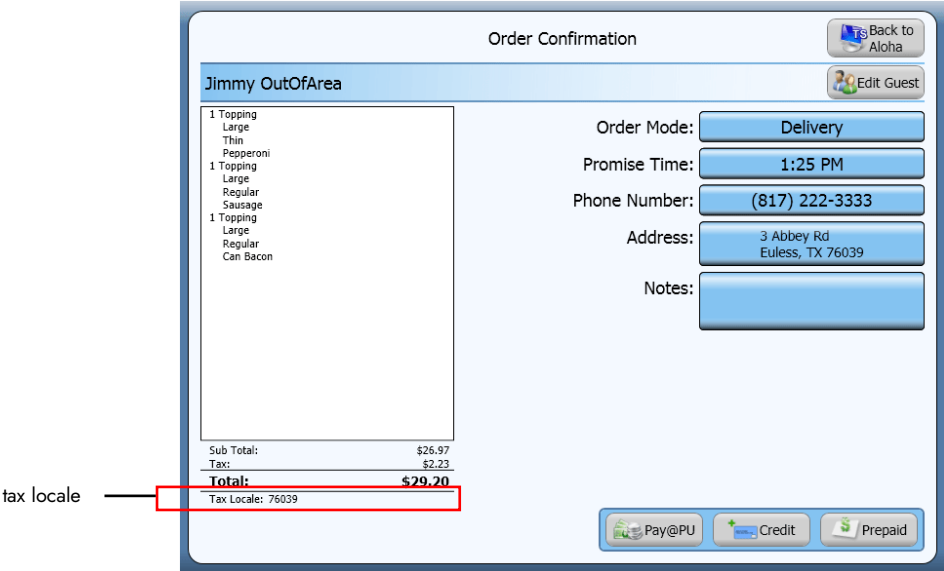 Order Confirmation
TS
Back to
Aloha
Jimmy OutOfArea
Edit Guest
1 Topping
Large
Thin
Pepperoni
1 Topping
Large
Regular
Sausage
1 Topping
Large
Regular
Can Bacon
Order Mode: Delivery
Promise Time: 1:25 PM
Phone Number: (817) 222-3333
Address: 3 Abbey Rd
Euless, TX 76039
Notes:
Sub Total: $26.97
Tax: $2.23
Total: $29.20
tax locale
Tax Locale: 76039
Pay@PU
Credit
$ Prepaid